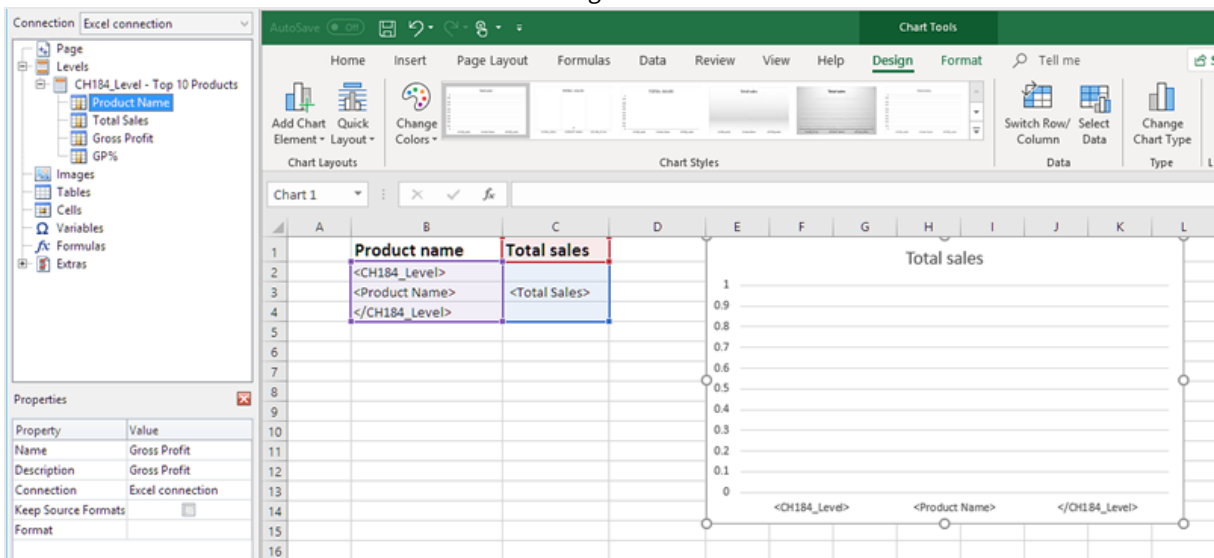 Connection Excel connection
AutoSave Off
Chart Tools
Page
Levels
CH184_Level - Top 10 Products
Product Name
Total Sales
Gross Profit
GP%
Images
Tables
Cells
Variables
Formulas
Extras
Home Insert Page Layout Formulas Data Review View Help Design Format Tell me
Add Chart Element
Quick Layout
Change Colors
Switch Row/ Column
Select Data
Change Chart Type
Chart Layouts Chart Styles Data Type
Chart 1 fx
A B C D E F G H I J K L
1 Product name Total sales
2 <CH184_Level>
3 <Product Name> <Total Sales>
4 </CH184_Level>
5
6
7
8
9
10
11
12
13
14
15
16
Total sales
1
0.9
0.8
0.7
0.6
0.5
0.4
0.3
0.2
0.1
0
<CH184_Level> <Product Name> </CH184_Level>
Properties
Property Value
Name Gross Profit
Description Gross Profit
Connection Excel connection
Keep Source Formats
Format